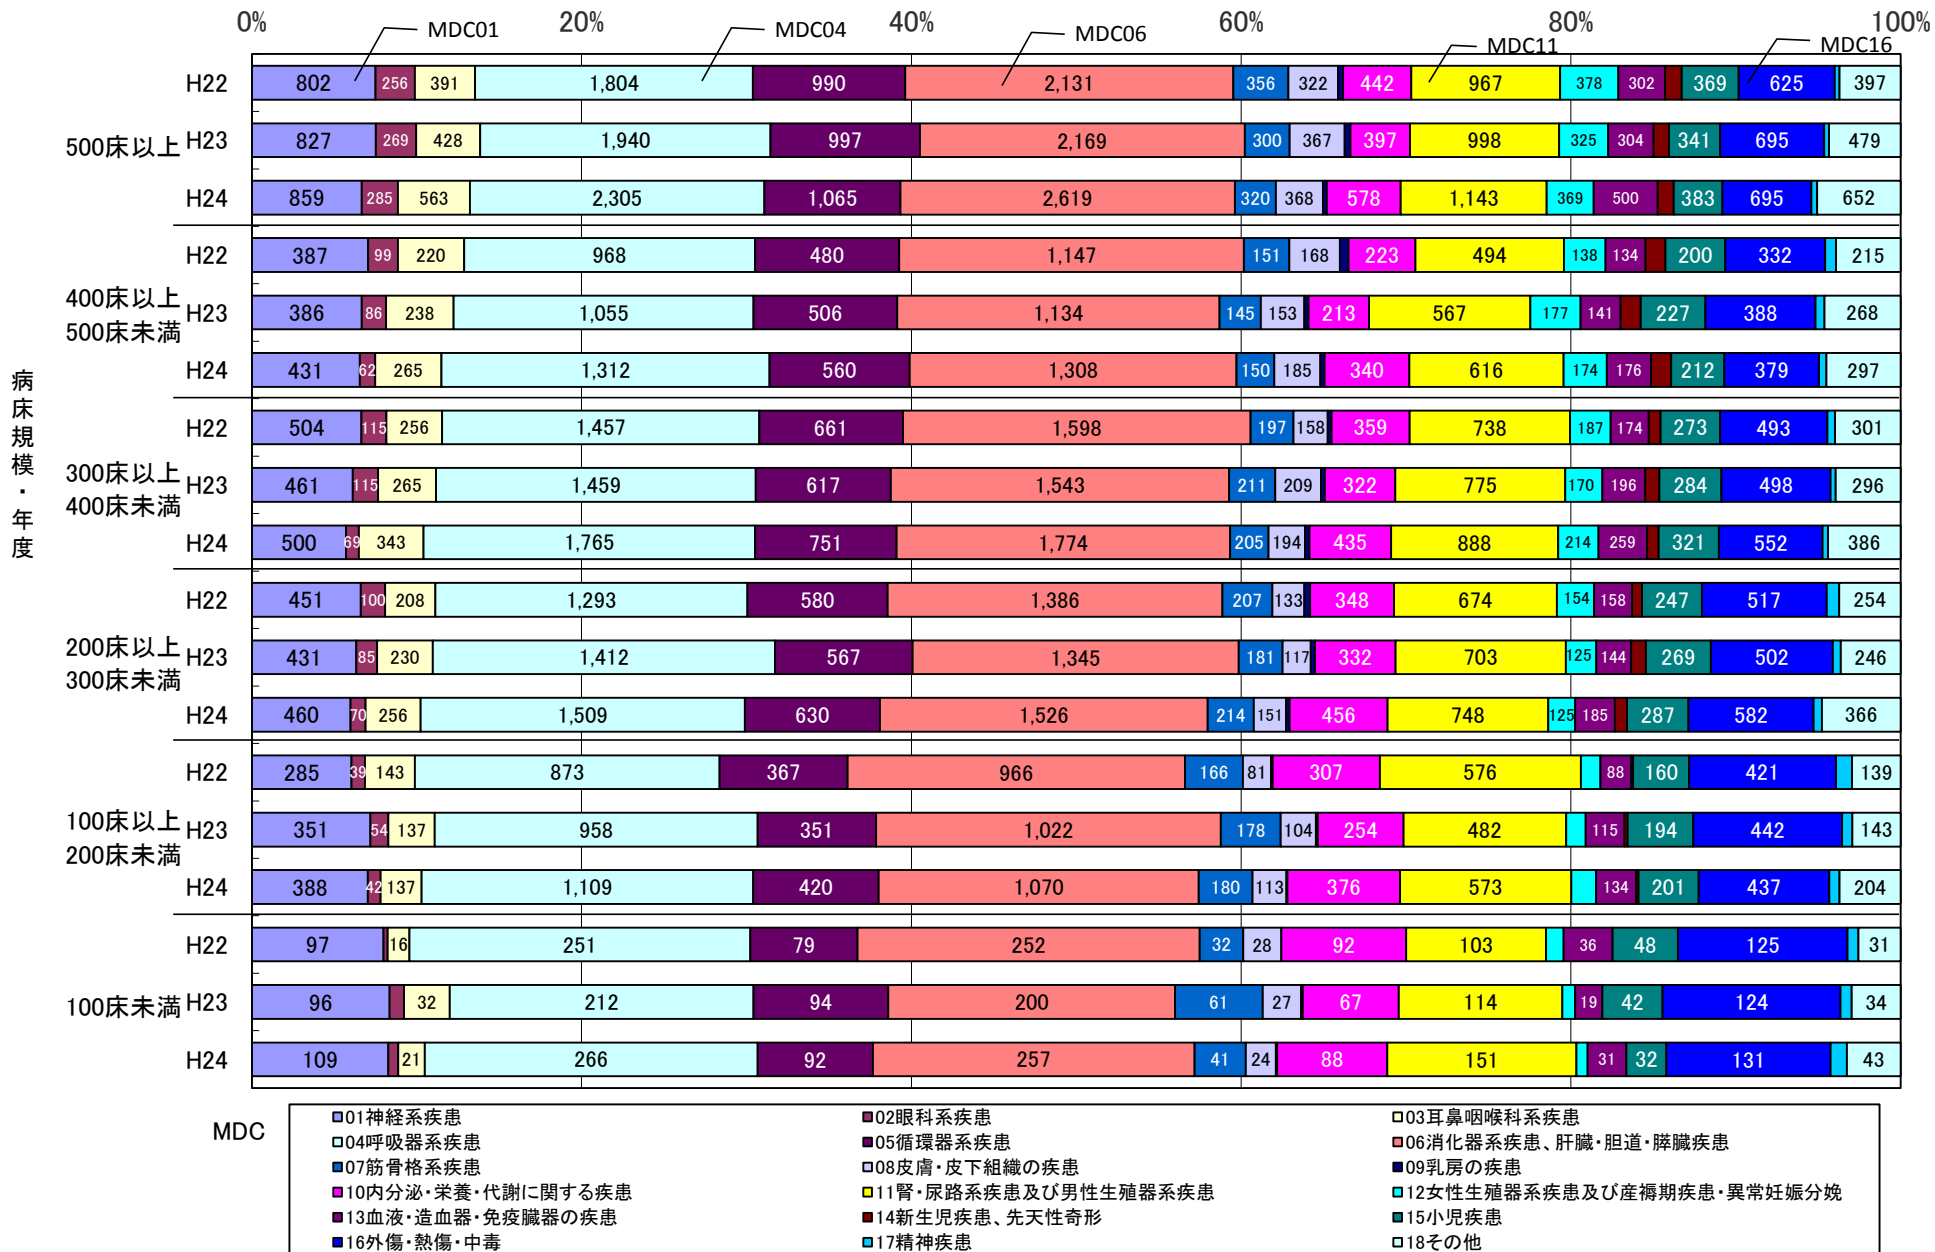 0% 20% 40% 60% 80% 100%
MDC01 MDC04 MDC06 MDC11 MDC16
病床規模・年度
500床以上
H22 802 256 391 1,804 990 2,131 356 322 442 967 378 302 369 625 397
H23 827 269 428 1,940 997 2,169 300 367 397 998 325 304 341 695 479
H24 859 285 563 2,305 1,065 2,619 320 368 578 1,143 369 500 383 695 652
400床以上
500床未満
H22 387 99 220 968 480 1,147 151 168 223 494 138 134 200 332 215
H23 386 86 238 1,055 506 1,134 145 153 213 567 177 141 227 388 268
H24 431 62 265 1,312 560 1,308 150 185 340 616 174 176 212 379 297
300床以上
400床未満
H22 504 115 256 1,457 661 1,598 197 158 359 738 187 174 273 493 301
H23 461 115 265 1,459 617 1,543 211 209 322 775 170 196 284 498 296
H24 500 69 343 1,765 751 1,774 205 194 435 888 214 259 321 552 386
200床以上
300床未満
H22 451 100 208 1,293 580 1,386 207 133 348 674 154 158 247 517 254
H23 431 85 230 1,412 567 1,345 181 117 332 703 125 144 269 502 246
H24 460 70 256 1,509 630 1,526 214 151 456 748 125 185 287 582 366
100床以上
200床未満
H22 285 39 143 873 367 966 166 81 307 576 88 160 421 139
H23 351 54 137 958 351 1,022 178 104 254 482 115 194 442 143
H24 388 42 137 1,109 420 1,070 180 113 376 573 134 201 437 204
100床未満
H22 97 16 251 79 252 32 28 92 103 36 48 125 31
H23 96 32 212 94 200 61 27 67 114 19 42 124 34
H24 109 21 266 92 257 41 24 88 151 31 32 131 43
MDC
01神経系疾患 02眼科系疾患 03耳鼻咽喉科系疾患
04呼吸器系疾患 05循環器系疾患 06消化器系疾患、肝臓・胆道・膵臓疾患
07筋骨格系疾患 08皮膚・皮下組織の疾患 09乳房の疾患
10内分泌・栄養・代謝に関する疾患 11腎・尿路系疾患及び男性生殖器系疾患 12女性生殖器系疾患及び産褥期疾患・異常妊娠分娩
13血液・造血器・免疫臓器の疾患 14新生児疾患、先天性奇形 15小児疾患
16外傷・熱傷・中毒 17精神疾患 18その他